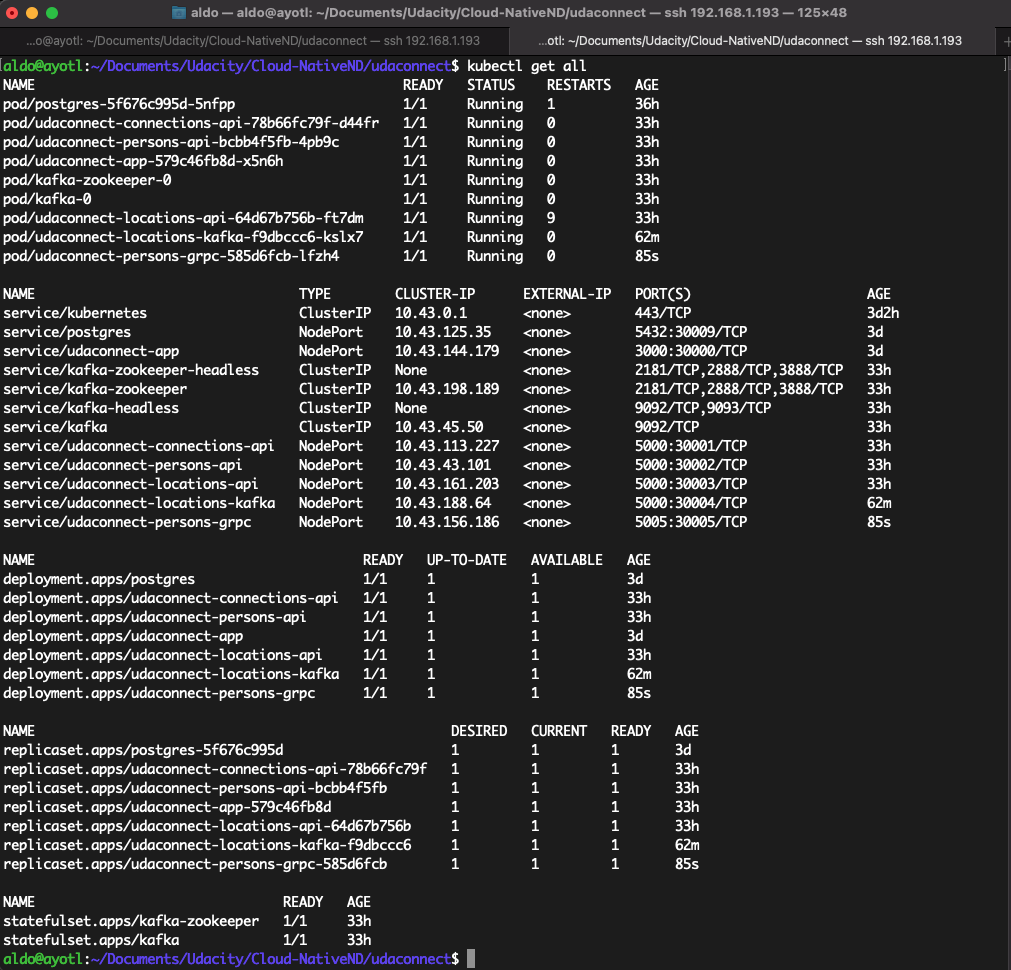 aldo — aldo@ayotl: ~/Documents/Udacity/Cloud-NativeND/udaconnect — ssh 192.168.1.193 — 125×48
...o@ayotl: ~/Documents/Udacity/Cloud-NativeND/udaconnect — ssh 192.168.1.193 ...otl: ~/Documents/Udacity/Cloud-NativeND/udaconnect — ssh 192.168.1.193 +
[aldo@ayotl:~/Documents/Udacity/Cloud-NativeND/udaconnect$ kubectl get all ]
NAME READY STATUS RESTARTS AGE
pod/postgres-5f676c995d-5nfpp 1/1 Running 1 36h
pod/udaconnect-connections-api-78b66fc79f-d44fr 1/1 Running 0 33h
pod/udaconnect-persons-api-bcbb4f5fb-4pb9c 1/1 Running 0 33h
pod/udaconnect-app-579c46fb8d-x5n6h 1/1 Running 0 33h
pod/kafka-zookeeper-0 1/1 Running 0 33h
pod/kafka-0 1/1 Running 0 33h
pod/udaconnect-locations-api-64d67b756b-ft7dm 1/1 Running 9 33h
pod/udaconnect-locations-kafka-f9dbccc6-kslx7 1/1 Running 0 62m
pod/udaconnect-persons-grpc-585d6fcb-lfzh4 1/1 Running 0 85s
NAME TYPE CLUSTER-IP EXTERNAL-IP PORT(S) AGE
service/kubernetes ClusterIP 10.43.0.1 <none> 443/TCP 3d2h
service/postgres NodePort 10.43.125.35 <none> 5432:30009/TCP 3d
service/udaconnect-app NodePort 10.43.144.179 <none> 3000:30000/TCP 3d
service/kafka-zookeeper-headless ClusterIP None <none> 2181/TCP,2888/TCP,3888/TCP 33h
service/kafka-zookeeper ClusterIP 10.43.198.189 <none> 2181/TCP,2888/TCP,3888/TCP 33h
service/kafka-headless ClusterIP None <none> 9092/TCP,9093/TCP 33h
service/kafka ClusterIP 10.43.45.50 <none> 9092/TCP 33h
service/udaconnect-connections-api NodePort 10.43.113.227 <none> 5000:30001/TCP 33h
service/udaconnect-persons-api NodePort 10.43.43.101 <none> 5000:30002/TCP 33h
service/udaconnect-locations-api NodePort 10.43.161.203 <none> 5000:30003/TCP 33h
service/udaconnect-locations-kafka NodePort 10.43.188.64 <none> 5000:30004/TCP 62m
service/udaconnect-persons-grpc NodePort 10.43.156.186 <none> 5005:30005/TCP 85s
NAME READY UP-TO-DATE AVAILABLE AGE
deployment.apps/postgres 1/1 1 1 3d
deployment.apps/udaconnect-connections-api 1/1 1 1 33h
deployment.apps/udaconnect-persons-api 1/1 1 1 33h
deployment.apps/udaconnect-app 1/1 1 1 3d
deployment.apps/udaconnect-locations-api 1/1 1 1 33h
deployment.apps/udaconnect-locations-kafka 1/1 1 1 62m
deployment.apps/udaconnect-persons-grpc 1/1 1 1 85s
NAME DESIRED CURRENT READY AGE
replicaset.apps/postgres-5f676c995d 1 1 1 3d
replicaset.apps/udaconnect-connections-api-78b66fc79f 1 1 1 33h
replicaset.apps/udaconnect-persons-api-bcbb4f5fb 1 1 1 33h
replicaset.apps/udaconnect-app-579c46fb8d 1 1 1 33h
replicaset.apps/udaconnect-locations-api-64d67b756b 1 1 1 33h
replicaset.apps/udaconnect-locations-kafka-f9dbccc6 1 1 1 62m
replicaset.apps/udaconnect-persons-grpc-585d6fcb 1 1 1 85s
NAME READY AGE
statefulset.apps/kafka-zookeeper 1/1 33h
statefulset.apps/kafka 1/1 33h
aldo@ayotl:~/Documents/Udacity/Cloud-NativeND/udaconnect$